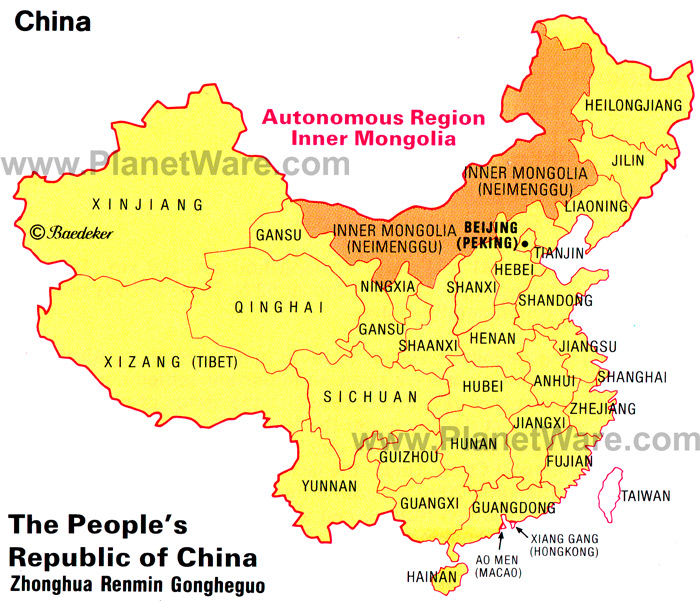 China
Autonomous Region
Inner Mongolia
www.PlanetWare.com
HEILONGJIANG
JILIN
INNER MONGOLIA
(NEIMENGGU)
LIAONING
XINJIANG
© Baedeker
GANSU
INNER MONGOLIA
(NEIMENGGU)
BEIJING
(PEKING)
TIANJIN
HEBEI
NINGXIA
SHANXI
SHANDONG
QINGHAI
GANSU
SHAANXI
HENAN
JIANGSU
XIZANG (TIBET)
SICHUAN
HUBEI
ANHUI
SHANGHAI
ZHEJIANG
JIANGXI
www.PlanetWare.com
HUNAN
GUIZHOU
FUJIAN
YUNNAN
GUANGXI
GUANGDONG
TAIWAN
XIANG GANG
(HONGKONG)
AO MEN
(MACAO)
HAINAN
The People's
Republic of China
Zhonghua Renmin Gongheguo